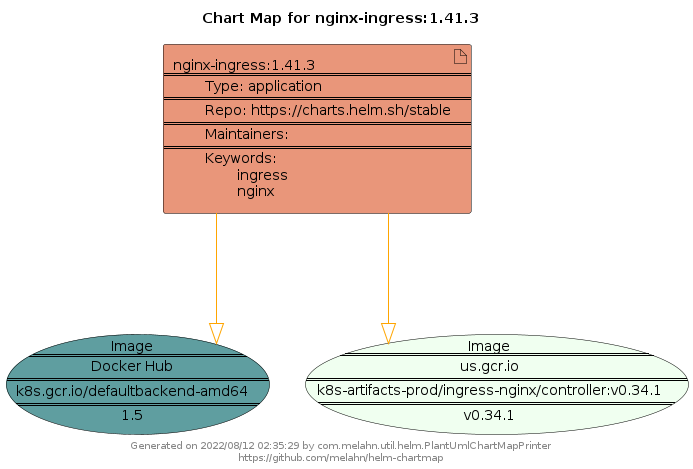 Chart Map for nginx-ingress:1.41.3
nginx-ingress:1.41.3
Type: application
Repo: https://charts.helm.sh/stable
Maintainers:
Keywords:
ingress
nginx
Image
Docker Hub
k8s.gcr.io/defaultbackend-amd64
1.5
Image
us.gcr.io
k8s-artifacts-prod/ingress-nginx/controller:v0.34.1
v0.34.1
Generated on 2022/08/12 02:35:29 by com.melahn.util.helm.PlantUmlChartMapPrinter
https://github.com/melahn/helm-chartmap